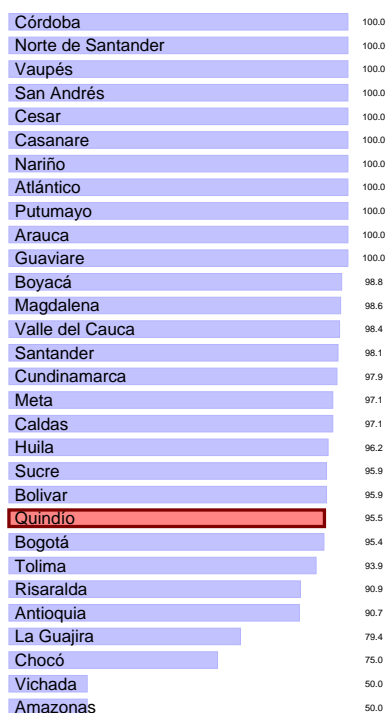 Córdoba 100.0
Norte de Santander 100.0
Vaupés 100.0
San Andrés 100.0
Cesar 100.0
Casanare 100.0
Nariño 100.0
Atlántico 100.0
Putumayo 100.0
Arauca 100.0
Guaviare 100.0
Boyacá 98.8
Magdalena 98.6
Valle del Cauca 98.4
Santander 98.1
Cundinamarca 97.9
Meta 97.1
Caldas 97.1
Huila 96.2
Sucre 95.9
Bolivar 95.9
Quindío 95.5
Bogotá 95.4
Tolima 93.9
Risaralda 90.9
Antioquia 90.7
La Guajira 79.4
Chocó 75.0
Vichada 50.0
Amazonas 50.0